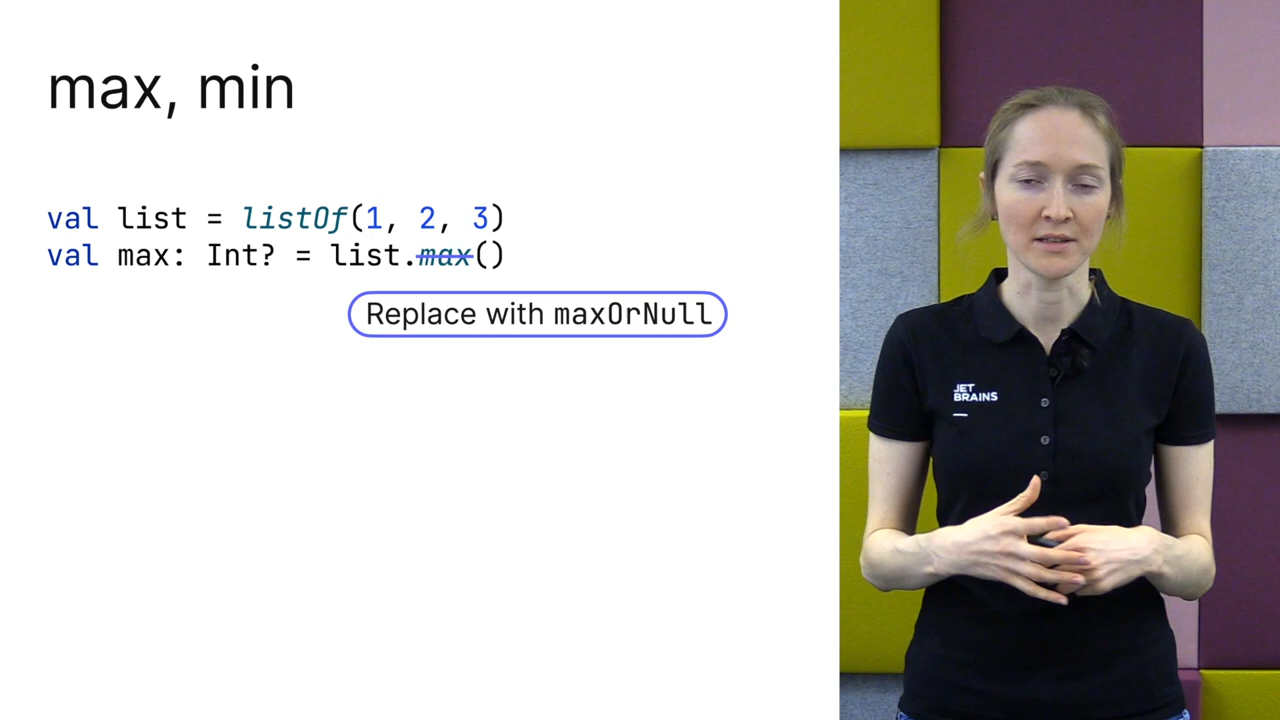 max, min
val list = listOf(1, 2, 3)
val max: Int? = list.max()
Replace with maxOrNull
JET
BRAINS